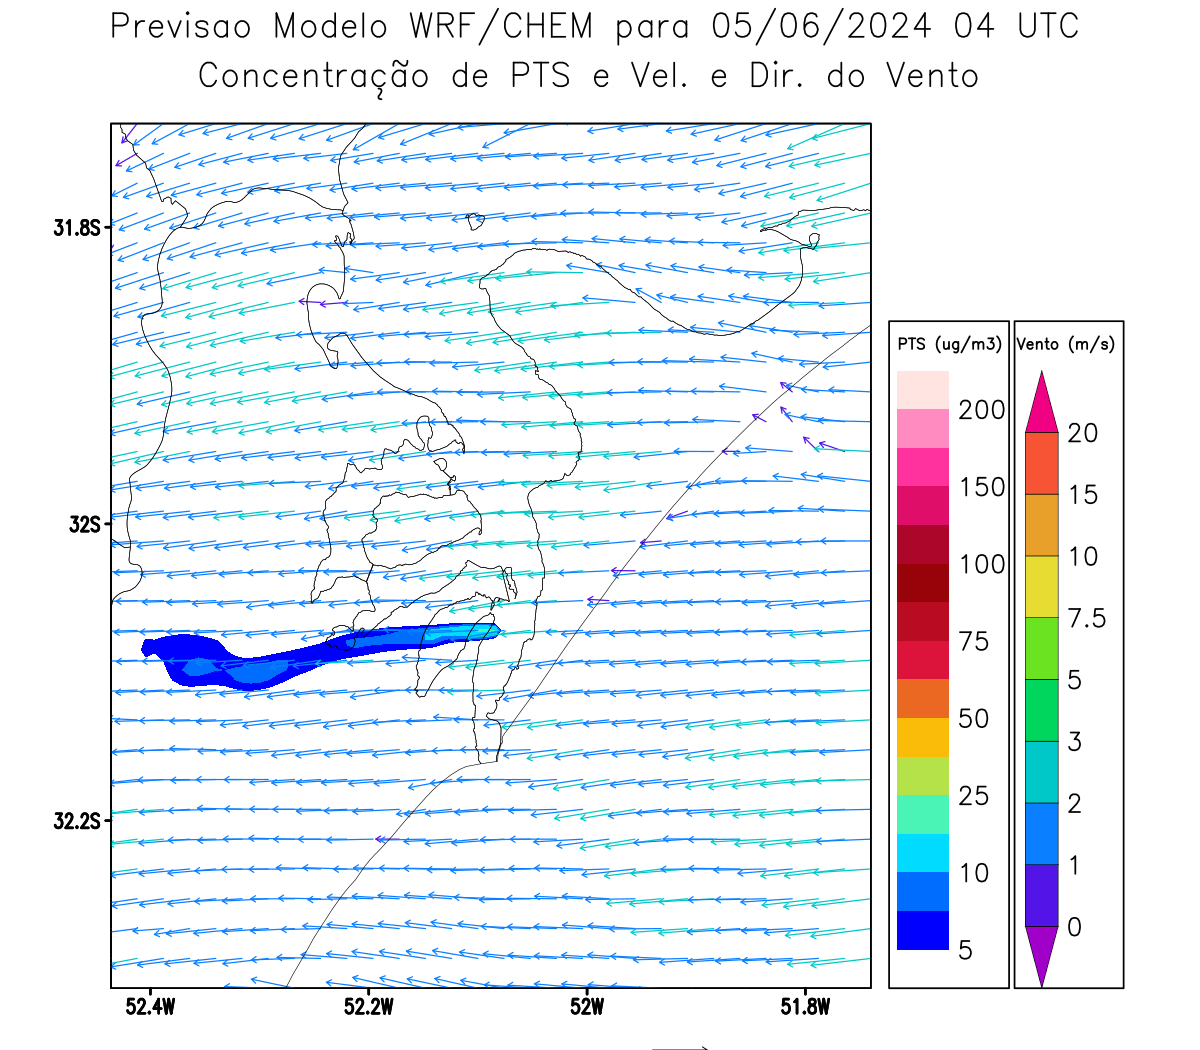 Previsao Modelo WRF/CHEM para 05/06/2024 04 UTC
Concentração de PTS e Vel. e Dir. do Vento
31.8S
32S
32.2S
52.4W
52.2W
52W
51.8W
PTS (ug/m3)
200
150
100
75
50
25
10
5
Vento (m/s)
20
15
10
7.5
5
3
2
1
0